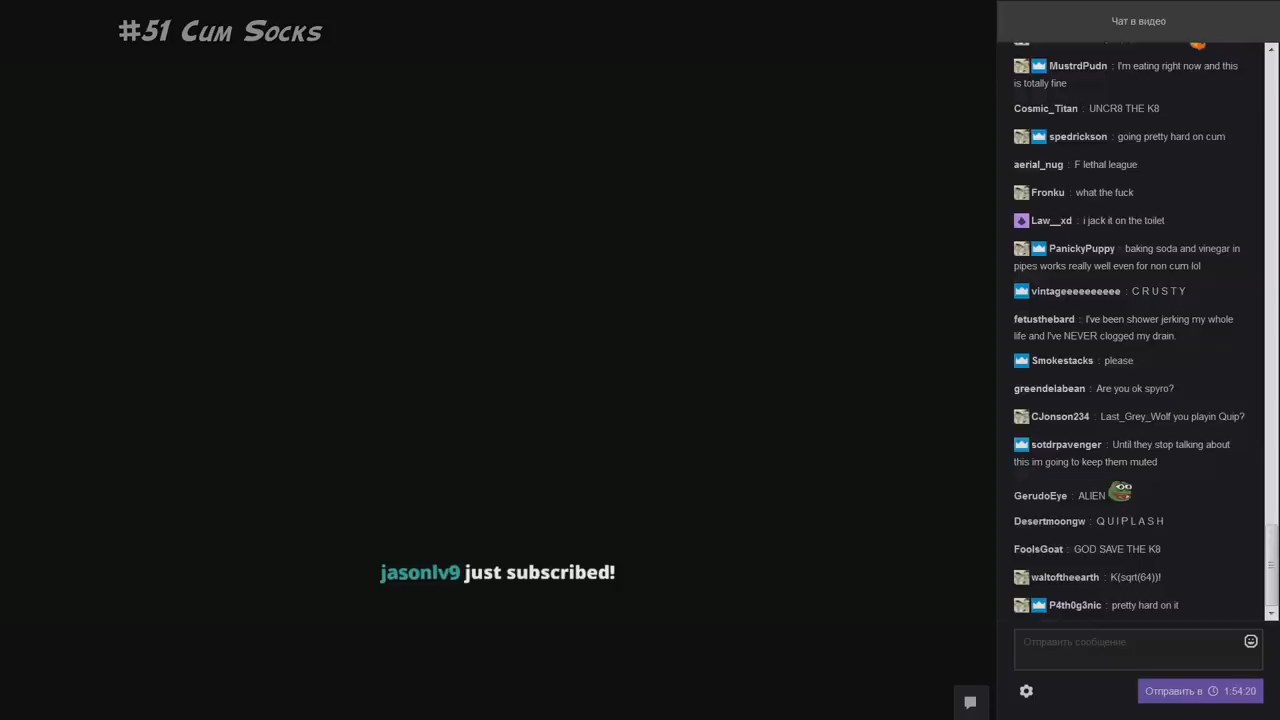 #51 Cum Socks
Чат в видео
MustrdPudn : I'm eating right now and this
is totally fine
Cosmic_Titan : UNCR8 THE K8
spedrickson : going pretty hard on cum
aerial_nug : F lethal league
Fronku : what the fuck
Law__xd : i jack it on the toilet
PanickyPuppy : baking soda and vinegar in
pipes works really well even for non cum lol
vintageeeeeeeeee : C R U S T Y
fetusthebard : I've been shower jerking my whole
life and I've NEVER clogged my drain.
Smokestacks : please
greendelabean : Are you ok spyro?
CJonson234 : Last_Grey_Wolf you playin Quip?
sotdrpavenger : Until they stop talking about
this im going to keep them muted
GerudoEye : ALIEN
Desertmoongw : Q U I P L A S H
FoolsGoat : GOD SAVE THE K8
waltoftheearth : K(sqrt(64))!
P4th0g3nic : pretty hard on it
jasonlv9 just subscribed!
Отправить сообщение
Отправить в 1:54:20